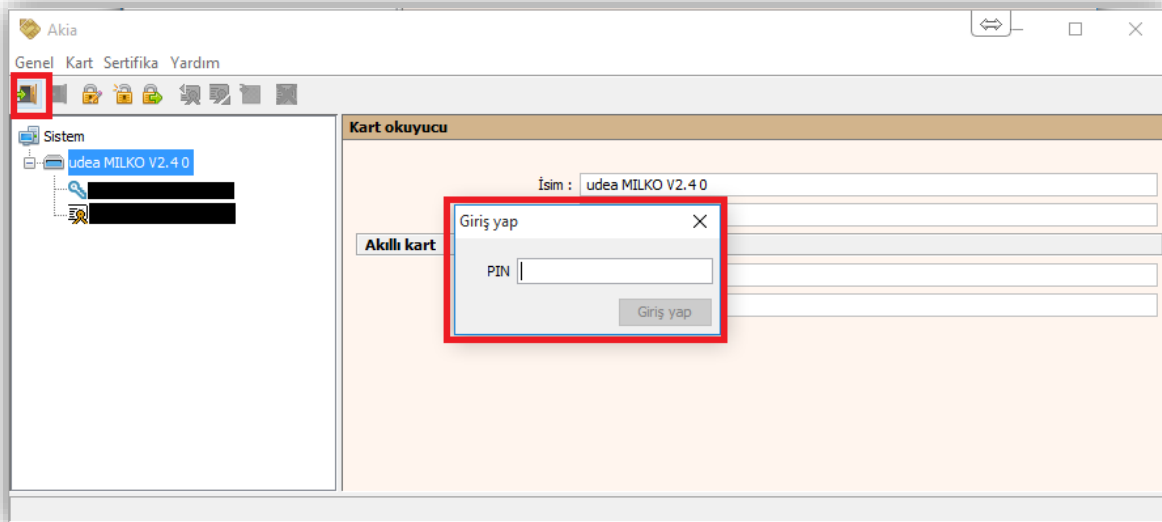 Akia
Genel Kart Sertifika Yardım
Sistem
udea MILKO V2.4 0
Kart okuyucu
İsim : udea MILKO V2.4 0
Akıllı kart
Giriş yap
PIN
Giriş yap